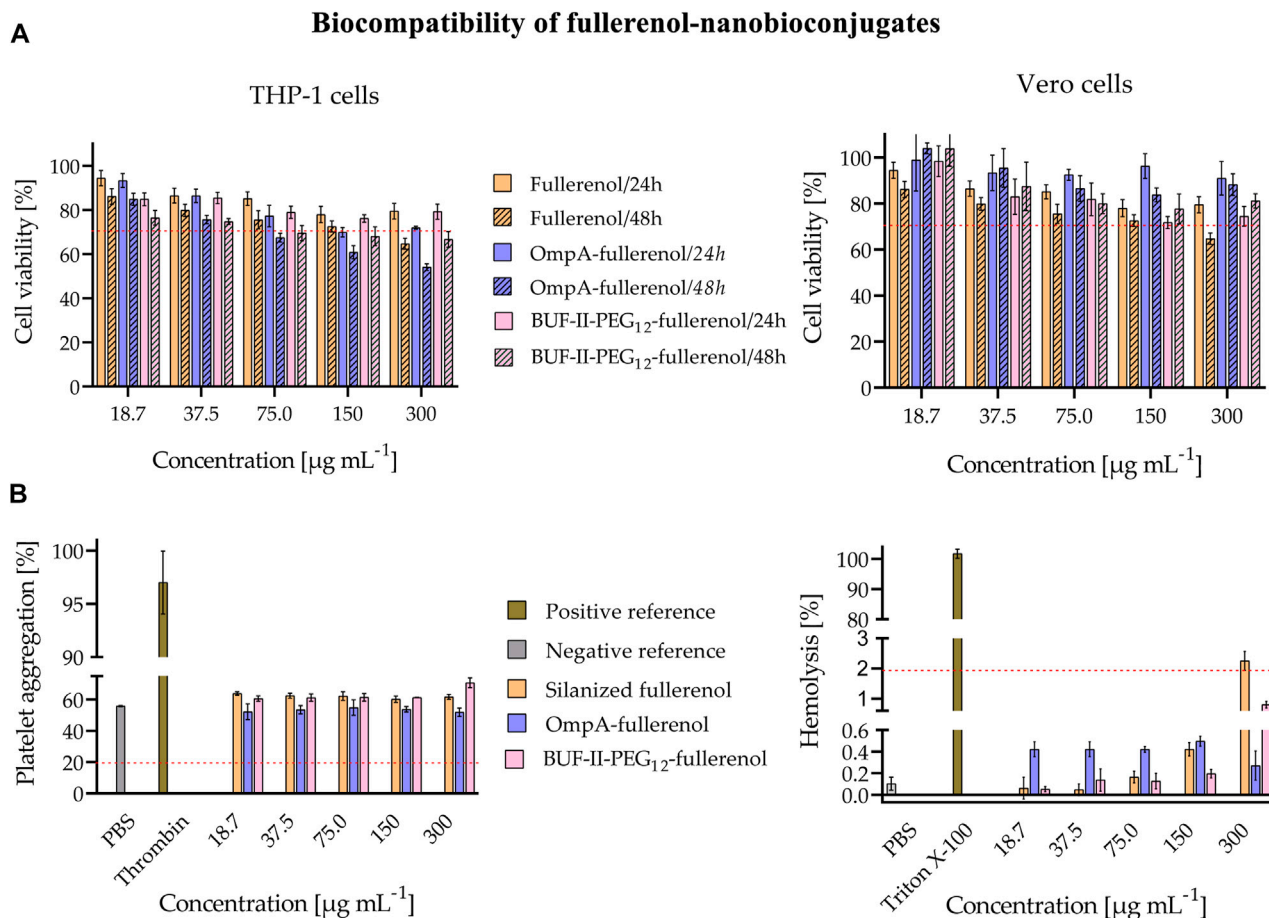 Biocompatibility of fullerenol-nanobioconjugates
A
THP-1 cells
Cell viability [%]
100
80
60
40
20
0
18.7 37.5 75.0 150 300
Concentration [µg mL⁻¹]
Fullerenol/24h
Fullerenol/48h
OmpA-fullerenol/24h
OmpA-fullerenol/48h
BUF-II-PEG₁₂-fullerenol/24h
BUF-II-PEG₁₂-fullerenol/48h
Vero cells
Cell viability [%]
100
80
60
40
20
0
18.7 37.5 75.0 150 300
Concentration [µg mL⁻¹]
B
Platelet aggregation [%]
100
95
90
60
40
20
0
PBS Thrombin 18.7 37.5 75.0 150 300
Concentration [µg mL⁻¹]
Positive reference
Negative reference
Silanized fullerenol
OmpA-fullerenol
BUF-II-PEG₁₂-fullerenol
Hemolysis [%]
100
80
3
2
1
0.6
0.4
0.2
0.0
PBS Triton X-100 18.7 37.5 75.0 150 300
Concentration [µg mL⁻¹]